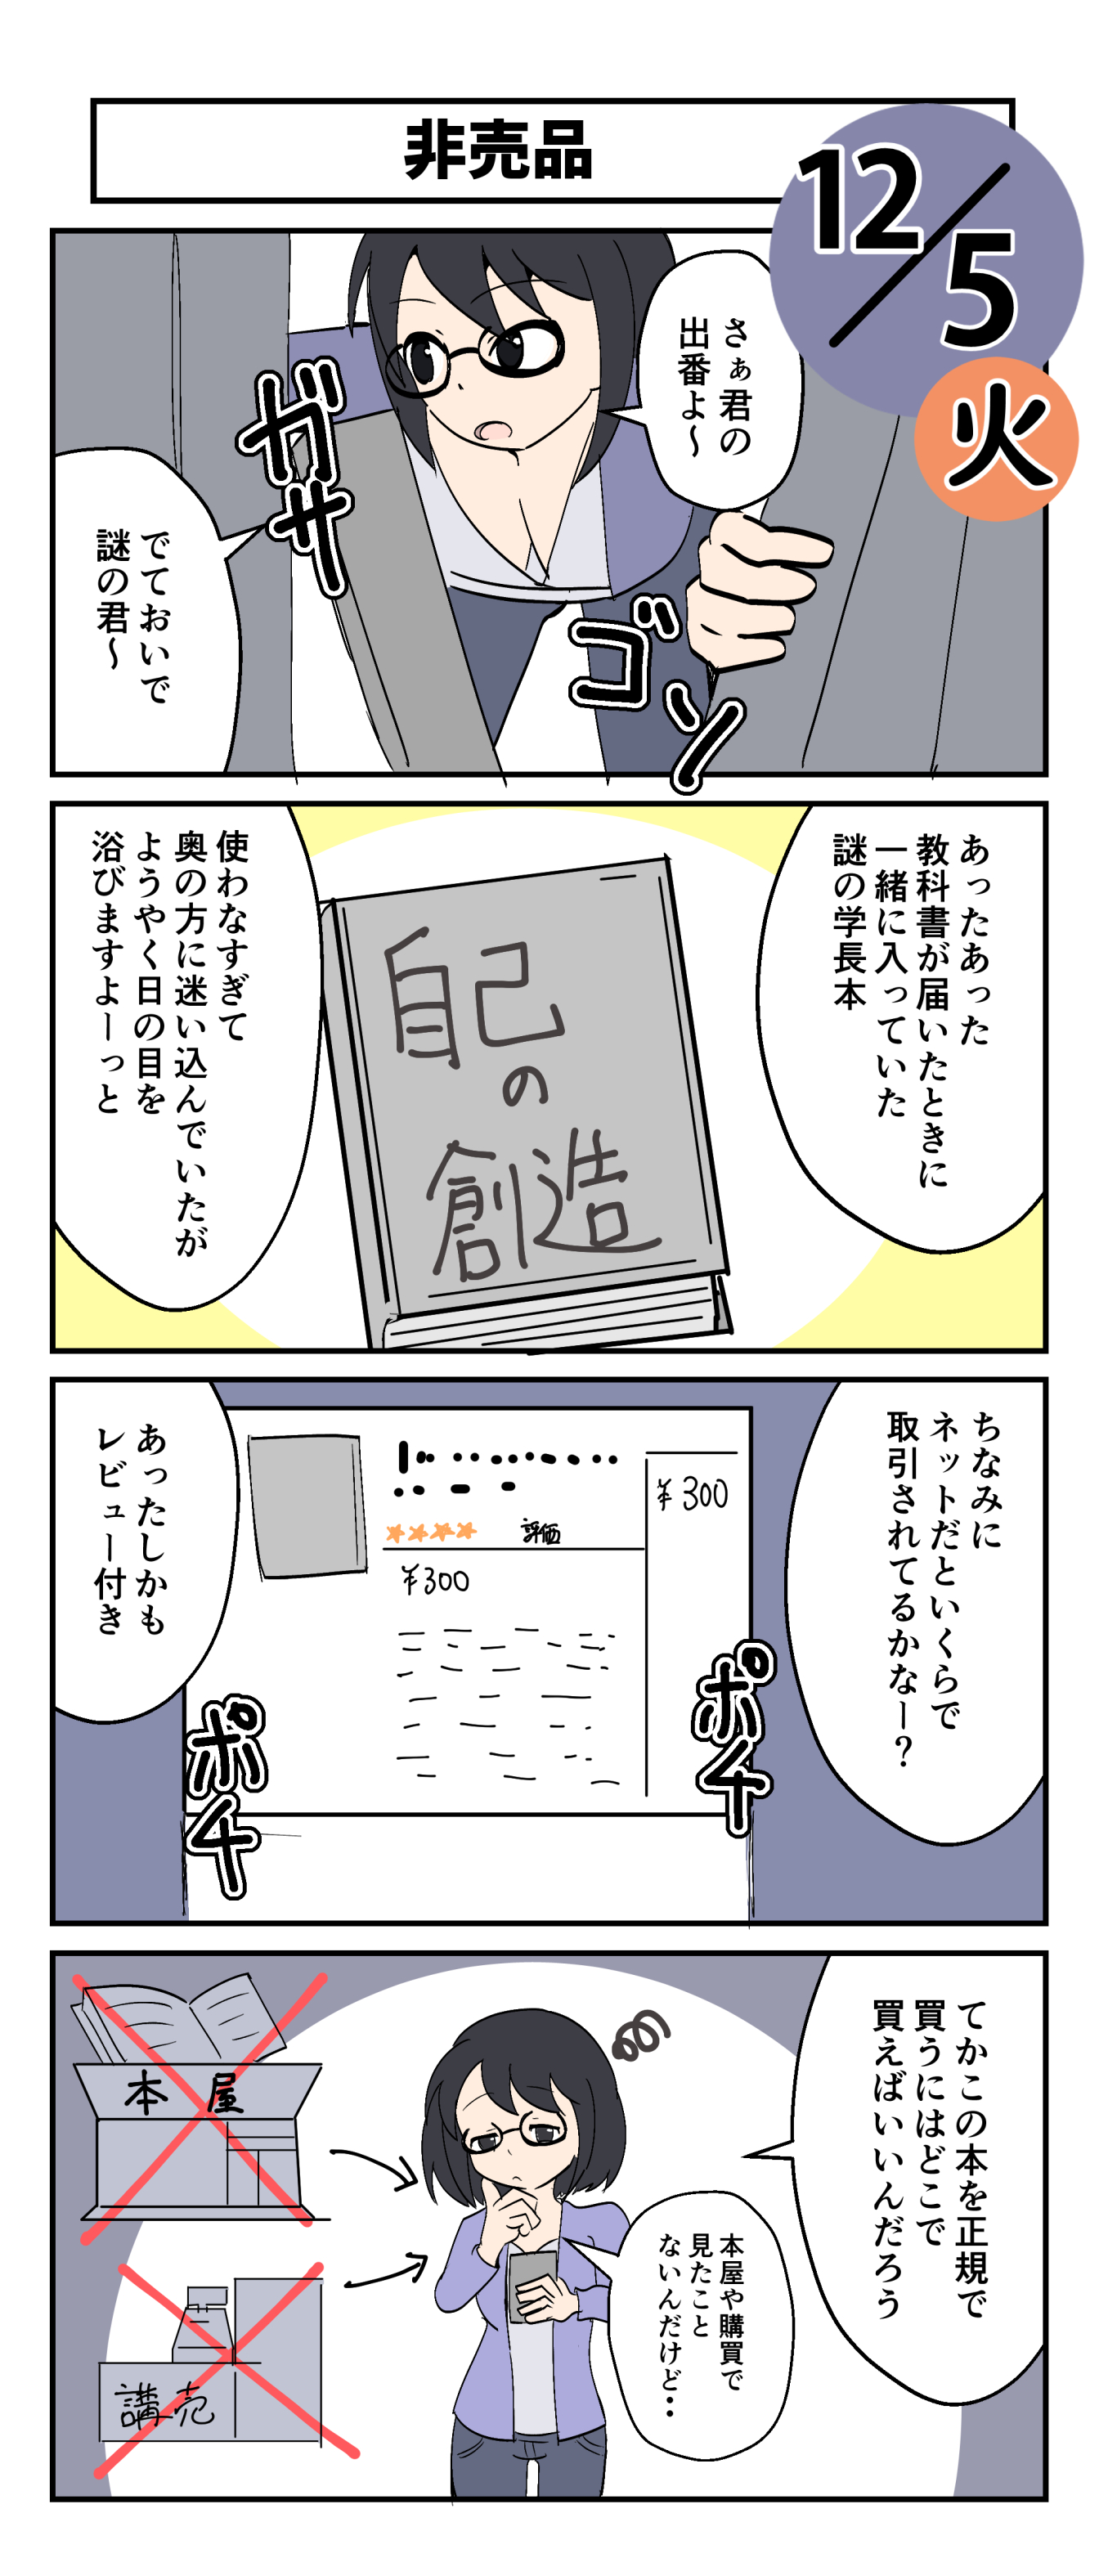 非売品
12/5
火
さぁ君の
出番よ～
ガサ
ゴソ
でておいで
謎の君～
あったあった
教科書が届いたときに
一緒に入っていた
謎の学長本
自己
の
創造
使わなすぎて
奥の方に迷い込んでいたが
ようやく日の目を
浴びますよーっと
ちなみに
ネットだといくらで
取引されてるかなー？
¥300
評価
¥300
ポチ
ポチ
あったしかも
レビュー付き
てかこの本を正規で
買うにはどこで
買えばいいんだろう
本屋
本屋や購買で
見たこと
ないんだけど・・
講売